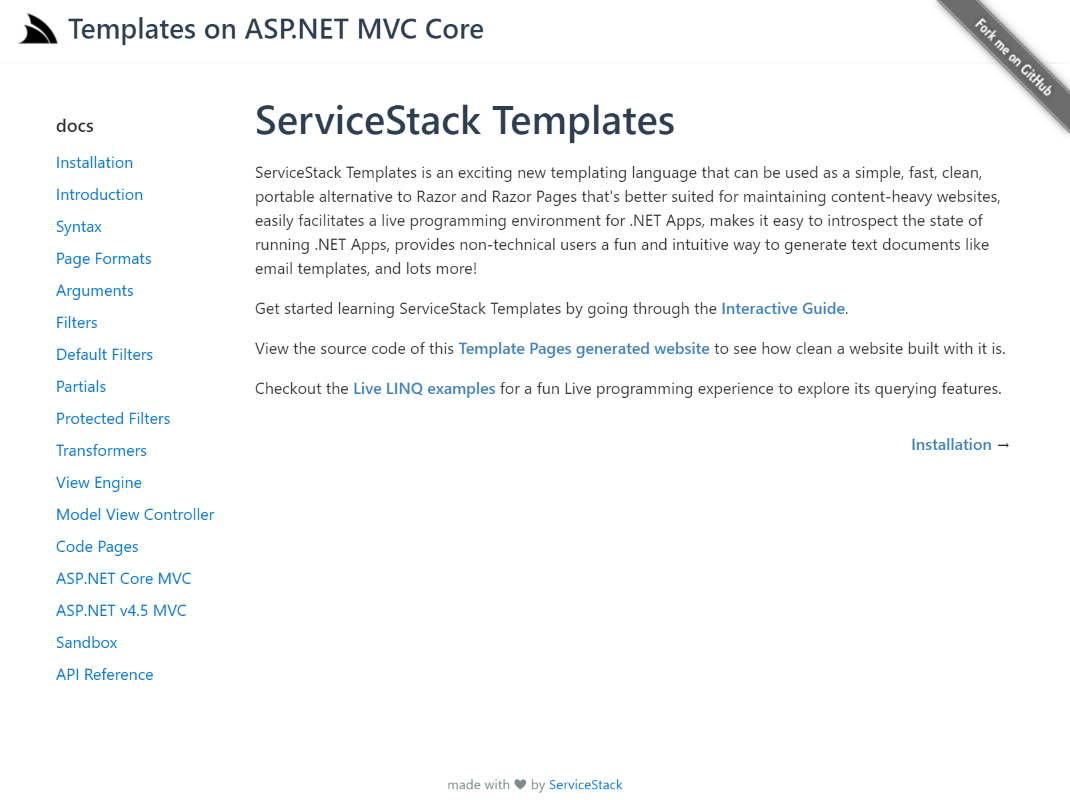 Templates on ASP.NET MVC Core
Fork me on GitHub
docs
Installation
Introduction
Syntax
Page Formats
Arguments
Filters
Default Filters
Partials
Protected Filters
Transformers
View Engine
Model View Controller
Code Pages
ASP.NET Core MVC
ASP.NET v4.5 MVC
Sandbox
API Reference
ServiceStack Templates
ServiceStack Templates is an exciting new templating language that can be used as a simple, fast, clean,
portable alternative to Razor and Razor Pages that's better suited for maintaining content-heavy websites,
easily facilitates a live programming environment for .NET Apps, makes it easy to introspect the state of
running .NET Apps, provides non-technical users a fun and intuitive way to generate text documents like
email templates, and lots more!
Get started learning ServiceStack Templates by going through the Interactive Guide.
View the source code of this Template Pages generated website to see how clean a website built with it is.
Checkout the Live LINQ examples for a fun Live programming experience to explore its querying features.
Installation →
made with ♥ by ServiceStack